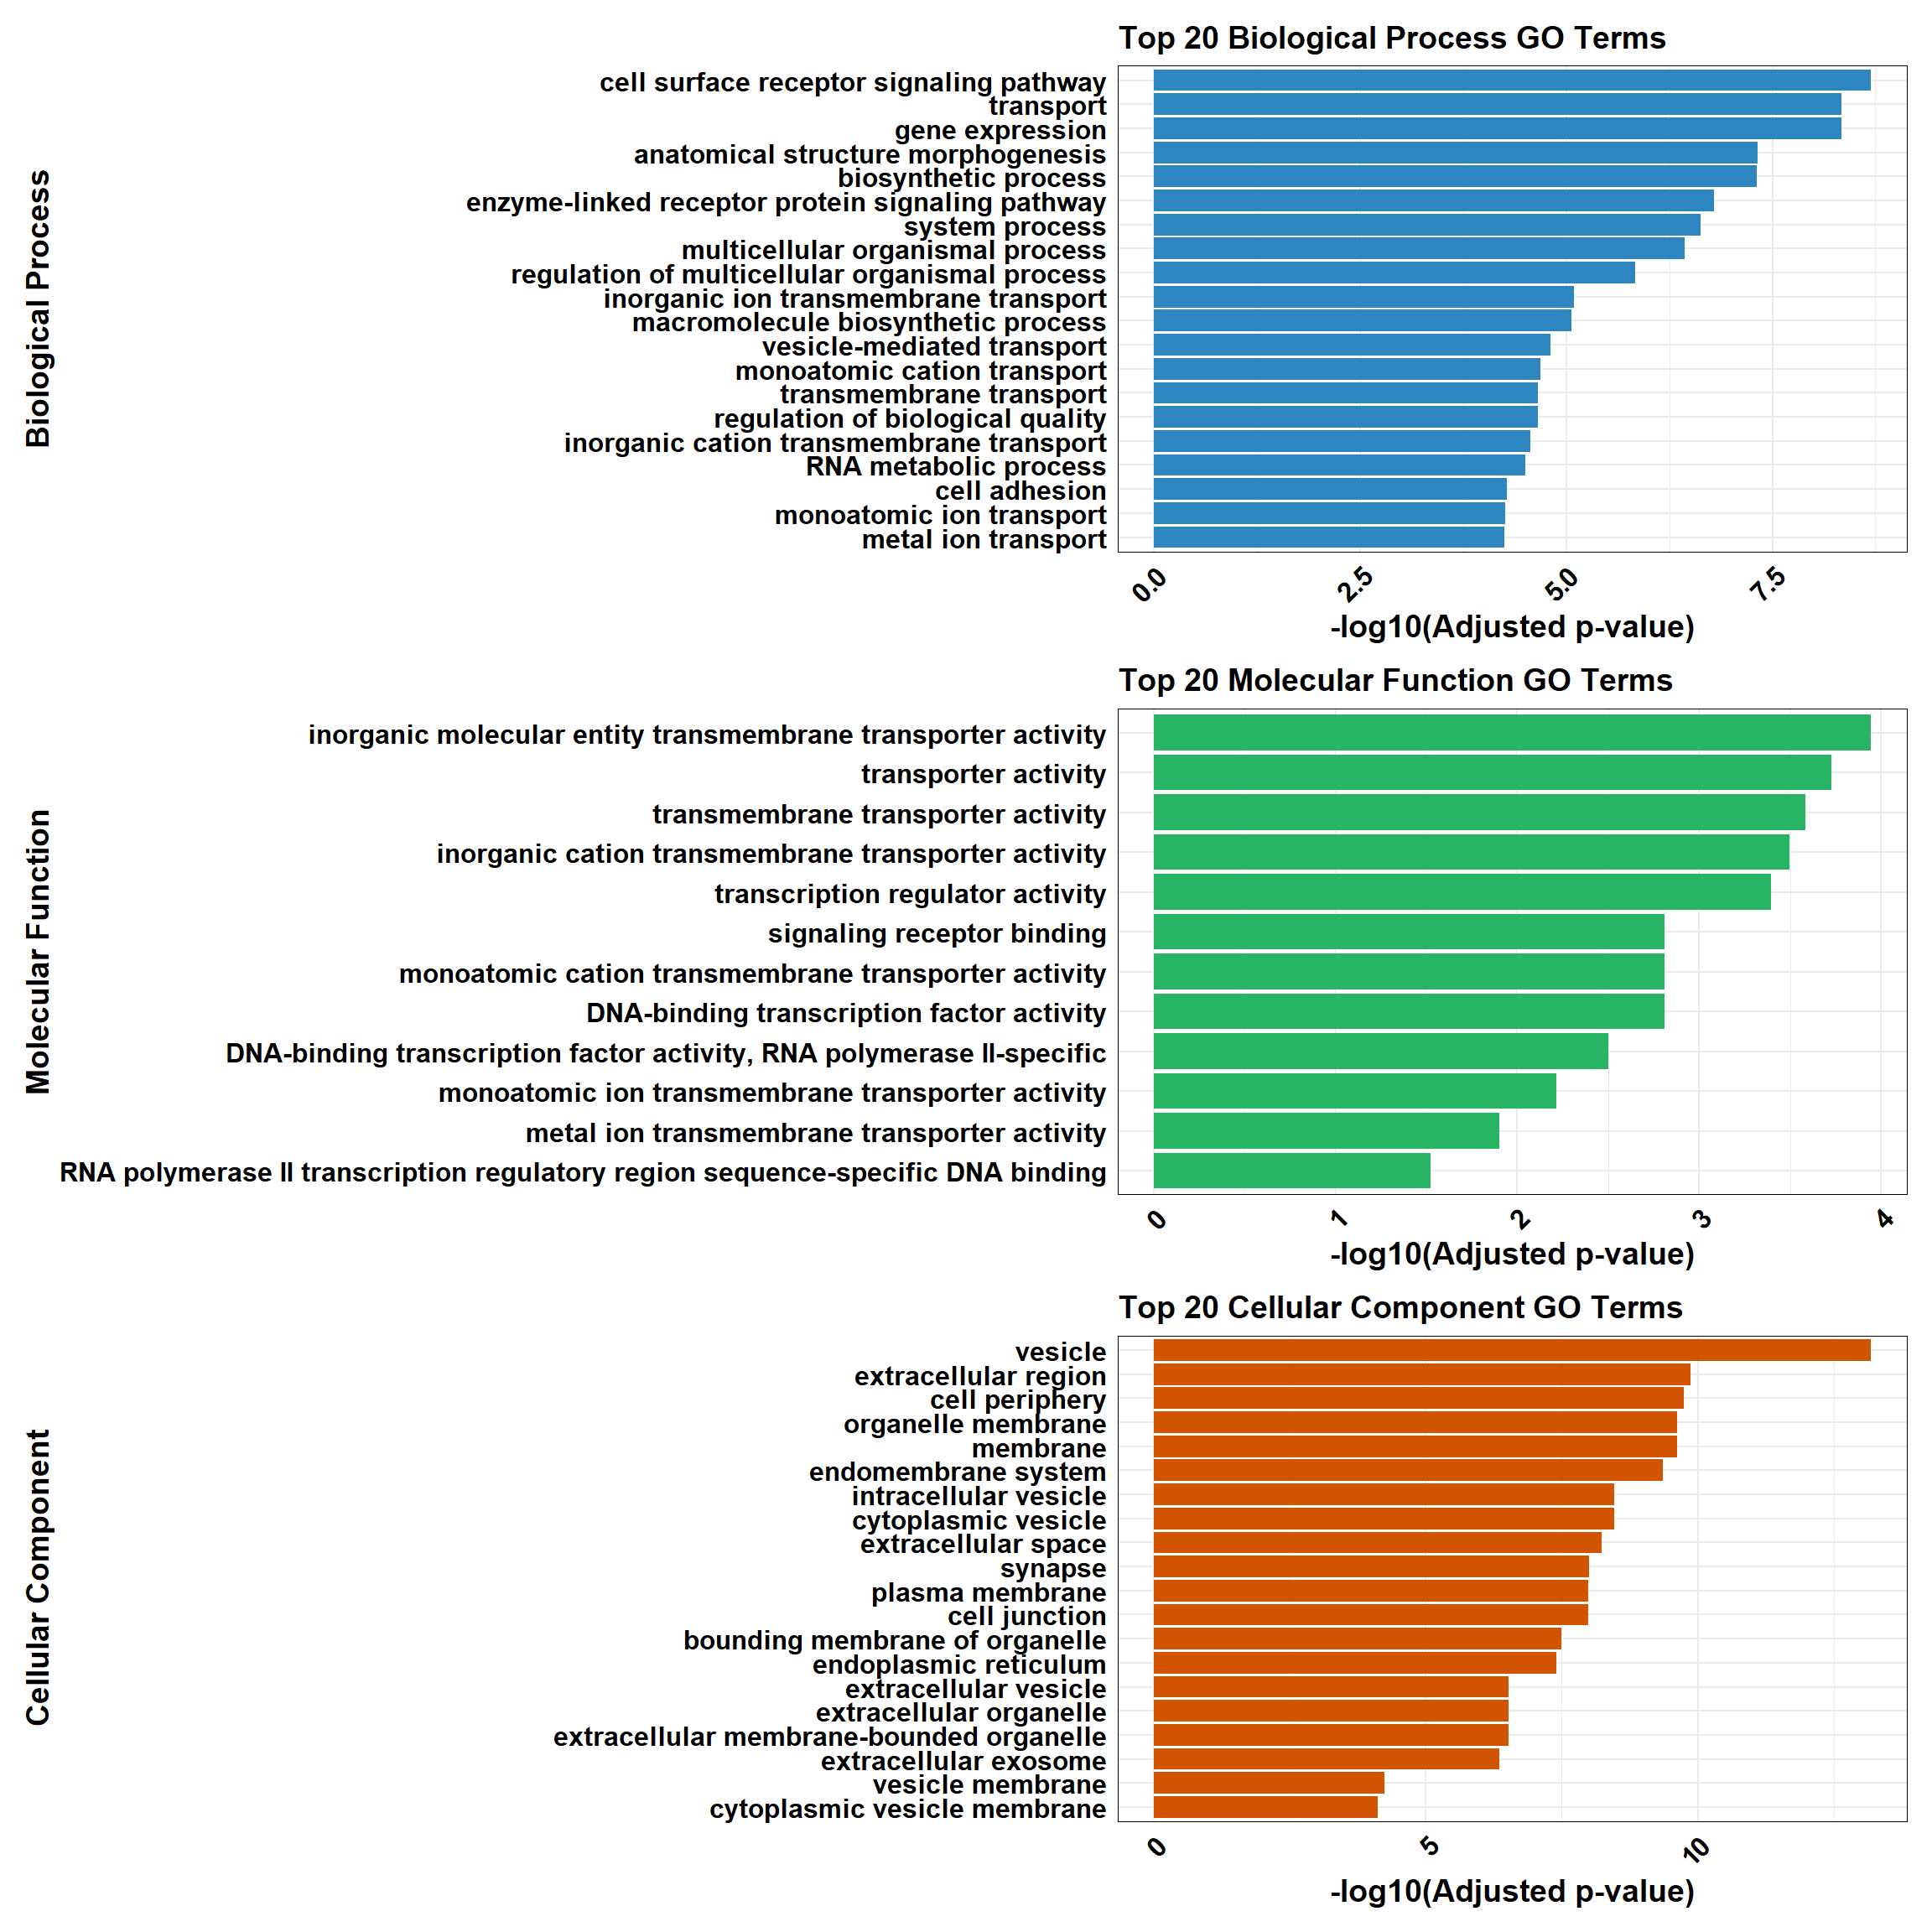 Top 20 Biological Process GO Terms
Biological Process
cell surface receptor signaling pathway
transport
gene expression
anatomical structure morphogenesis
biosynthetic process
enzyme-linked receptor protein signaling pathway
system process
multicellular organismal process
regulation of multicellular organismal process
inorganic ion transmembrane transport
macromolecule biosynthetic process
vesicle-mediated transport
monoatomic cation transport
transmembrane transport
regulation of biological quality
inorganic cation transmembrane transport
RNA metabolic process
cell adhesion
monoatomic ion transport
metal ion transport
0.0 2.5 5.0 7.5
-log10(Adjusted p-value)
Top 20 Molecular Function GO Terms
Molecular Function
inorganic molecular entity transmembrane transporter activity
transporter activity
transmembrane transporter activity
inorganic cation transmembrane transporter activity
transcription regulator activity
signaling receptor binding
monoatomic cation transmembrane transporter activity
DNA-binding transcription factor activity
DNA-binding transcription factor activity, RNA polymerase II-specific
monoatomic ion transmembrane transporter activity
metal ion transmembrane transporter activity
RNA polymerase II transcription regulatory region sequence-specific DNA binding
0 1 2 3 4
-log10(Adjusted p-value)
Top 20 Cellular Component GO Terms
Cellular Component
vesicle
extracellular region
cell periphery
organelle membrane
membrane
endomembrane system
intracellular vesicle
cytoplasmic vesicle
extracellular space
synapse
plasma membrane
cell junction
bounding membrane of organelle
endoplasmic reticulum
extracellular vesicle
extracellular organelle
extracellular membrane-bounded organelle
extracellular exosome
vesicle membrane
cytoplasmic vesicle membrane
0 5 10
-log10(Adjusted p-value)